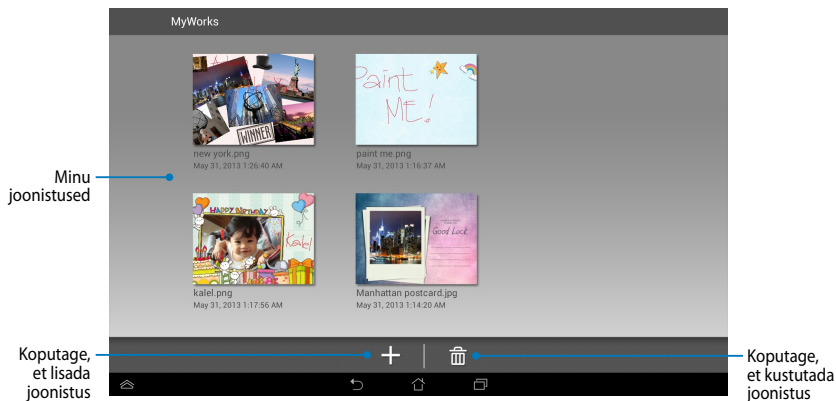 MyWorks
WINNER
new york.png
May 31, 2013 1:26:40 AM
Paint
ME!
paint me.png
May 31, 2013 1:16:37 AM
Minu
joonistused
HAPPY BIRTHDAY
Kalel
kalel.png
May 31, 2013 1:17:56 AM
Good Luck
Manhattan postcard.jpg
May 31, 2013 1:14:20 AM
Koputage,
et lisada
joonistus
Koputage,
et kustutada
joonistus